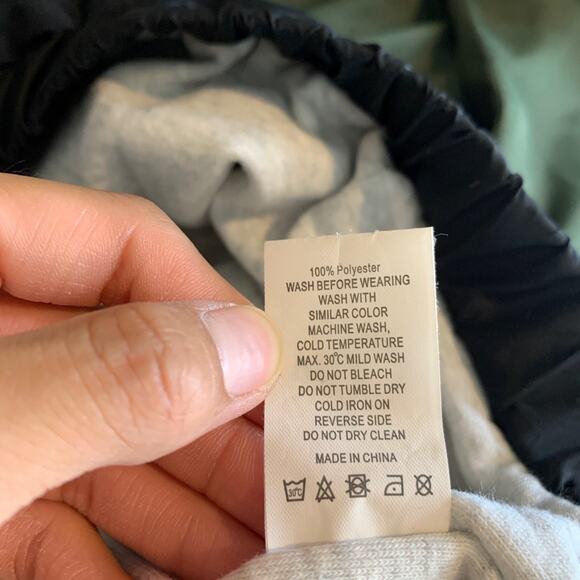 100% Polyester
WASH BEFORE WEARING
WASH WITH
SIMILAR COLOR
MACHINE WASH,
COLD TEMPERATURE
MAX. 30℃ MILD WASH
DO NOT BLEACH
DO NOT TUMBLE DRY
COLD IRON ON
REVERSE SIDE
DO NOT DRY CLEAN
MADE IN CHINA
30℃